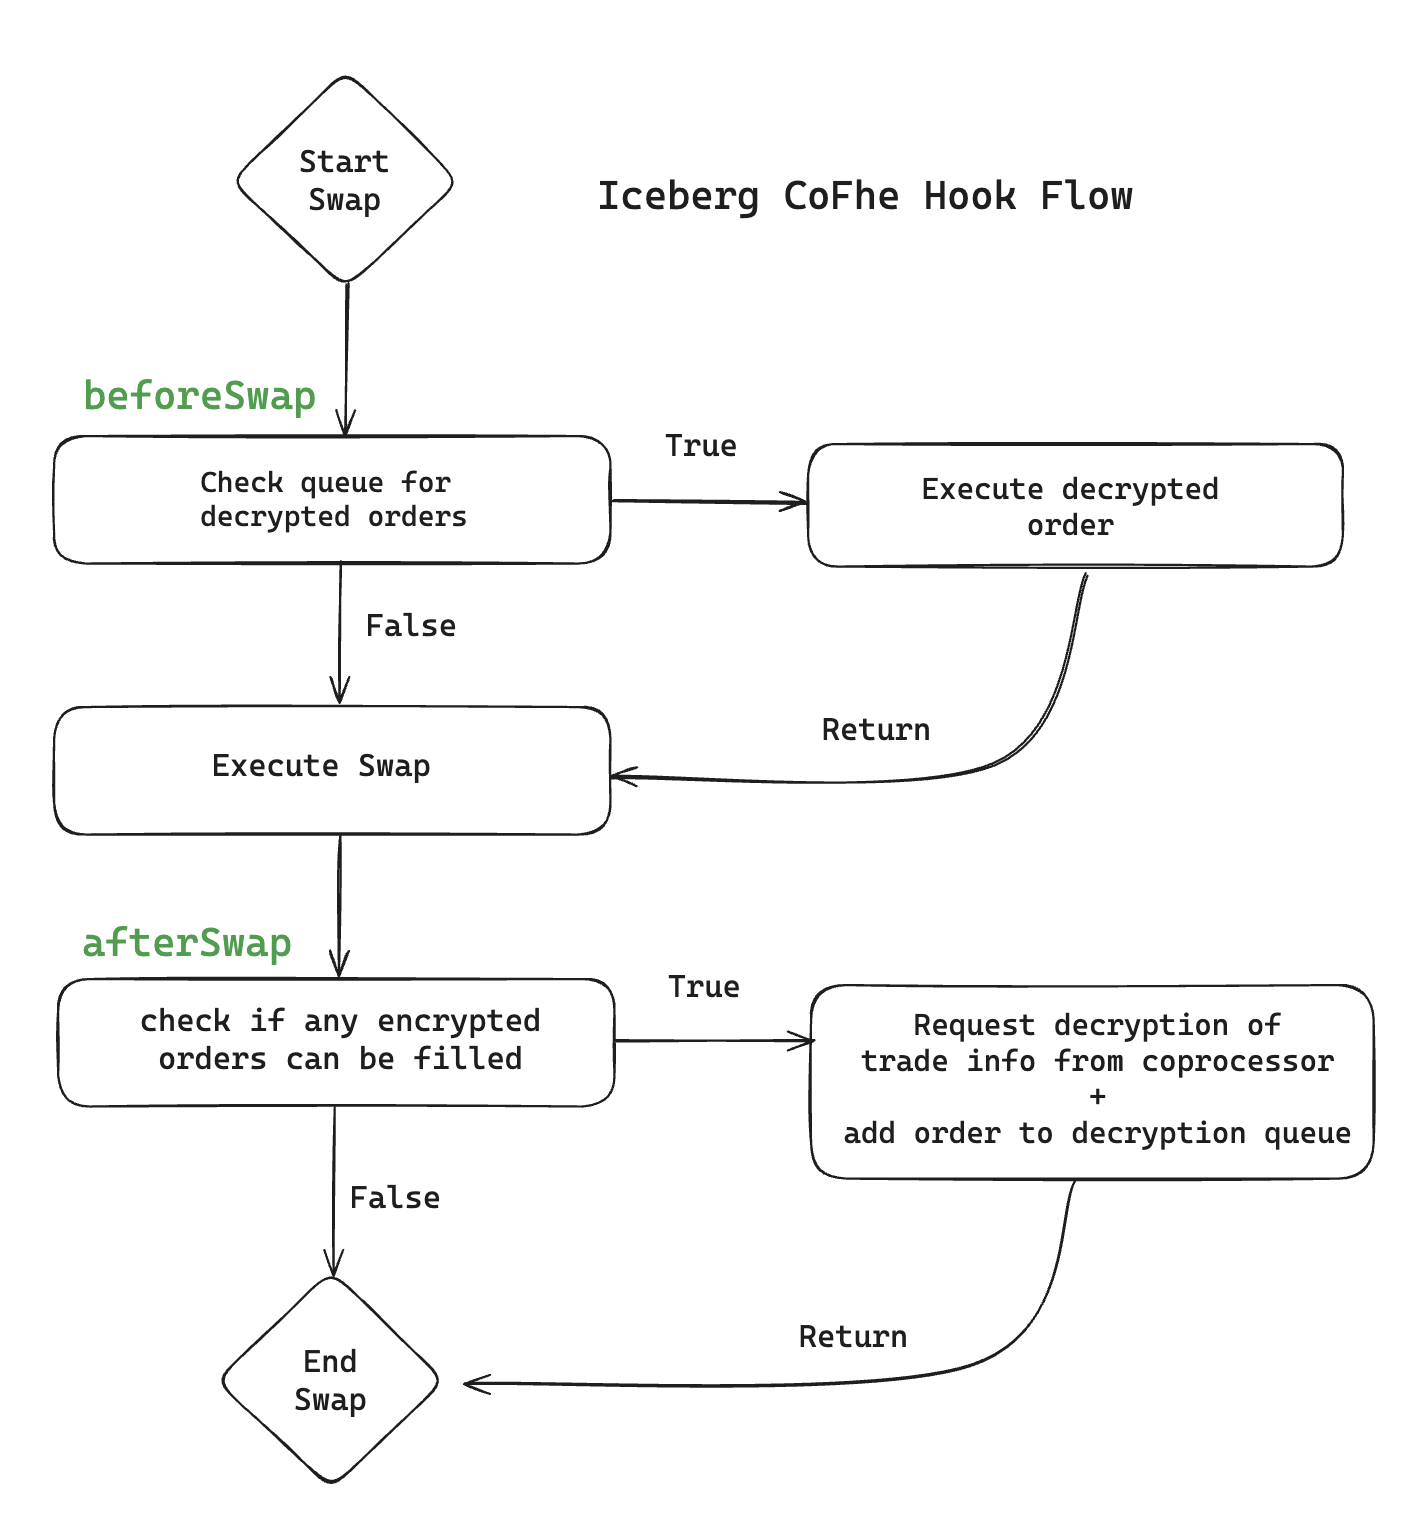 Start
Swap
Iceberg CoFhe Hook Flow
beforeSwap
Check queue for
decrypted orders
True
Execute decrypted
order
False
Return
Execute Swap
afterSwap
check if any encrypted
orders can be filled
True
Request decryption of
trade info from coprocessor
+
add order to decryption queue
False
Return
End
Swap